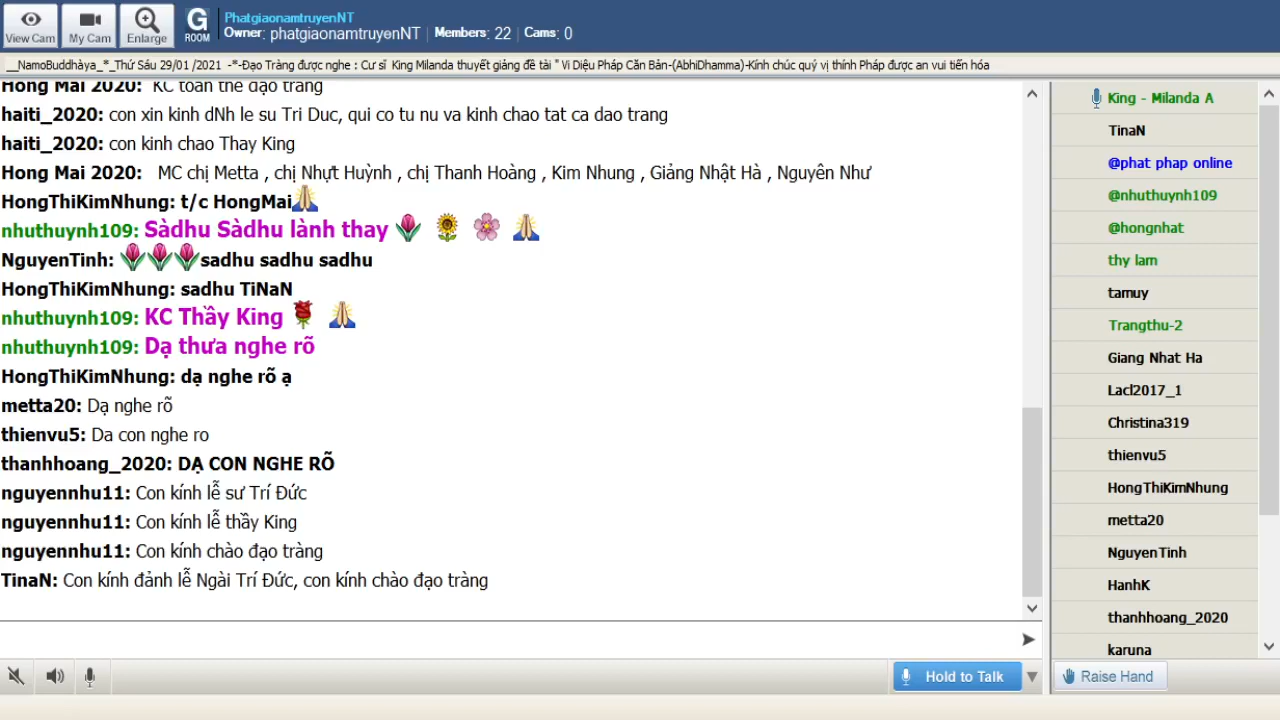 View Cam
My Cam
Enlarge
G
ROOM
PhatgiaonamtruyenNT
Owner: phatgiaonamtruyenNT | Members: 22 | Cams: 0
__NamoBuddhàya_*_Thứ Sáu 29/01 /2021 -*-Đạo Tràng được nghe : Cư sĩ King Milanda thuyết giảng đề tài " Vi Diệu Pháp Căn Bản-(AbhiDhamma)-Kính chúc quý vị thính Pháp được an vui tiến hóa
Hong Mai 2020: KC toàn thể đạo trang
haiti_2020: con xin kinh dNh le su Tri Duc, qui co tu nu va kinh chao tat ca dao trang
haiti_2020: con kinh chao Thay King
Hong Mai 2020: MC chị Metta , chị Nhựt Huỳnh , chị Thanh Hoàng , Kim Nhung , Giảng Nhật Hà , Nguyên Như
HongThiKimNhung: t/c HongMai🙏
nhuthuynh109: Sàdhu Sàdhu lành thay 🌷 🌻 🌸 🙏
NguyenTinh: 🌷🌷🌷sadhu sadhu sadhu
HongThiKimNhung: sadhu TiNaN
nhuthuynh109: KC Thầy King 🌹 🙏
nhuthuynh109: Dạ thưa nghe rõ
HongThiKimNhung: dạ nghe rõ ạ
metta20: Dạ nghe rõ
thienvu5: Da con nghe ro
thanhhoang_2020: DẠ CON NGHE RÕ
nguyennhu11: Con kính lễ sư Trí Đức
nguyennhu11: Con kính lễ thầy King
nguyennhu11: Con kính chào đạo tràng
TinaN: Con kính đảnh lễ Ngài Trí Đức, con kính chào đạo tràng
Hold to Talk
King - Milanda A
TinaN
@phat phap online
@nhuthuynh109
@hongnhat
thy lam
tamuy
Trangthu-2
Giang Nhat Ha
Lacl2017_1
Christina319
thienvu5
HongThiKimNhung
metta20
NguyenTinh
HanhK
thanhhoang_2020
karuna
Raise Hand